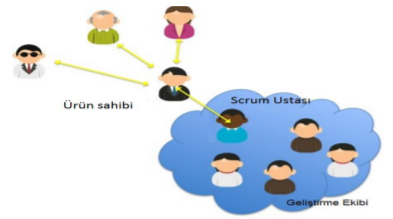 Scrum Ustası
Ürün sahibi
Geliştirme Ekibi